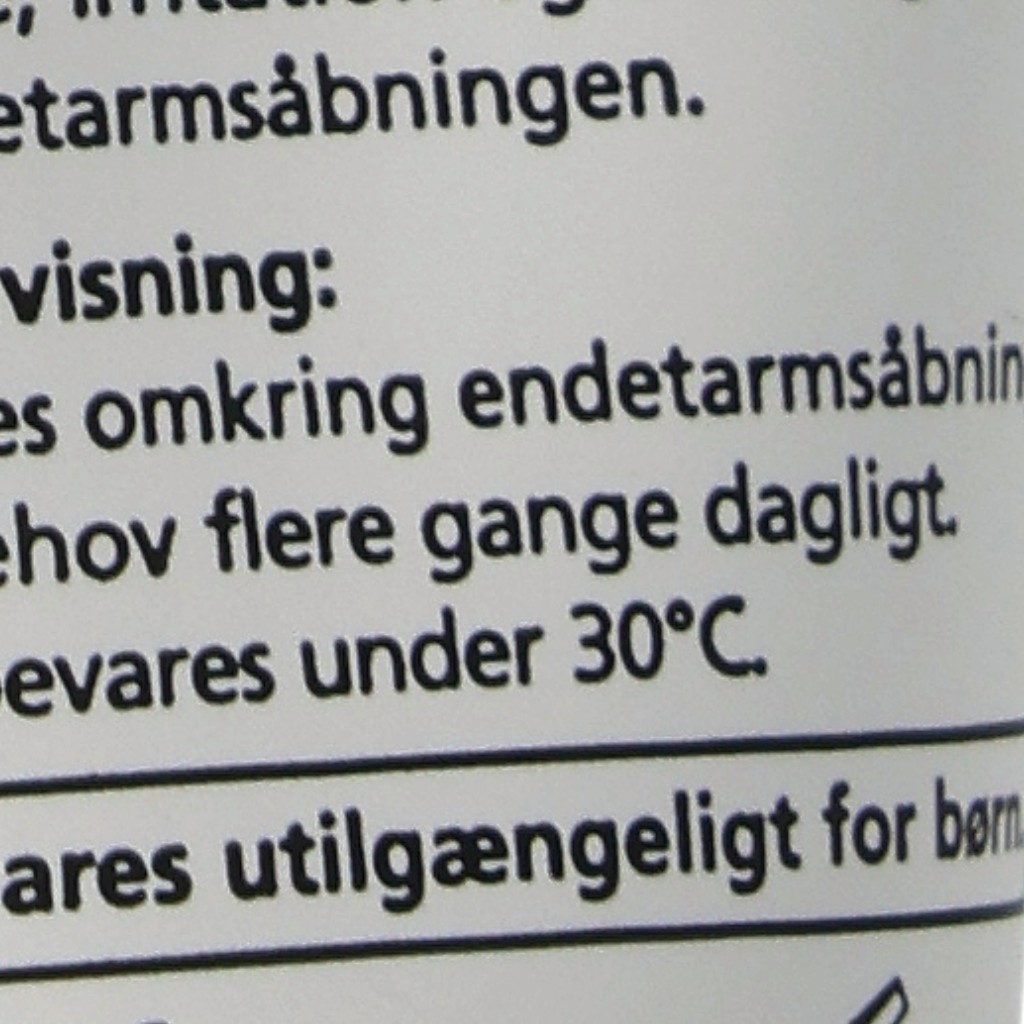 etarmsåbningen.
visning:
es omkring endetarmsåbnin
ehov flere gange dagligt.
evares under 30°C.
ares utilgængeligt for børn.